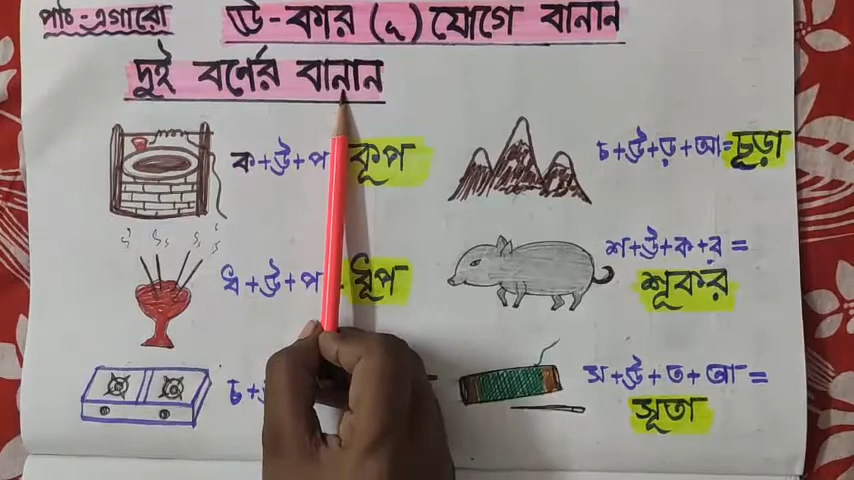 পাঠ-এগারো
ঊ-কার (ূ) যোগে বানান
দুই বর্ণের বানান
ক+ঊ+প কূপ
চ+ঊ+ড়+আ=চূড়া
ধ+ঊ+প ধূপ
শ+ঊ+ক+র=
শূকর
চ+
স+ঊ+ত+আ=
সূতা